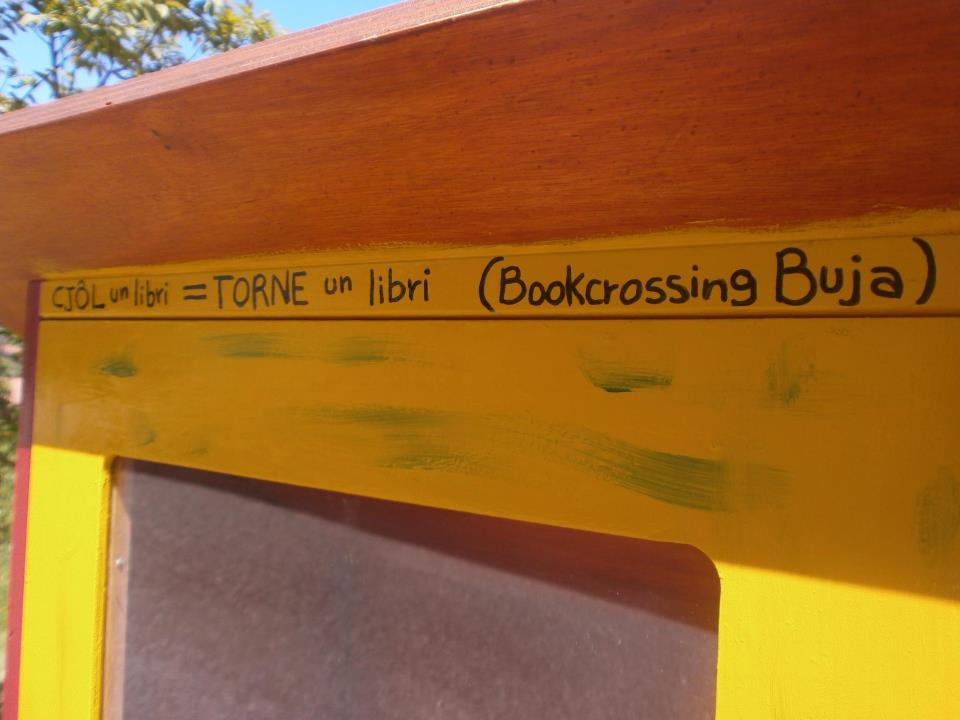 CJÔL un libri = TORNE un libri (Bookcrossing Buja)